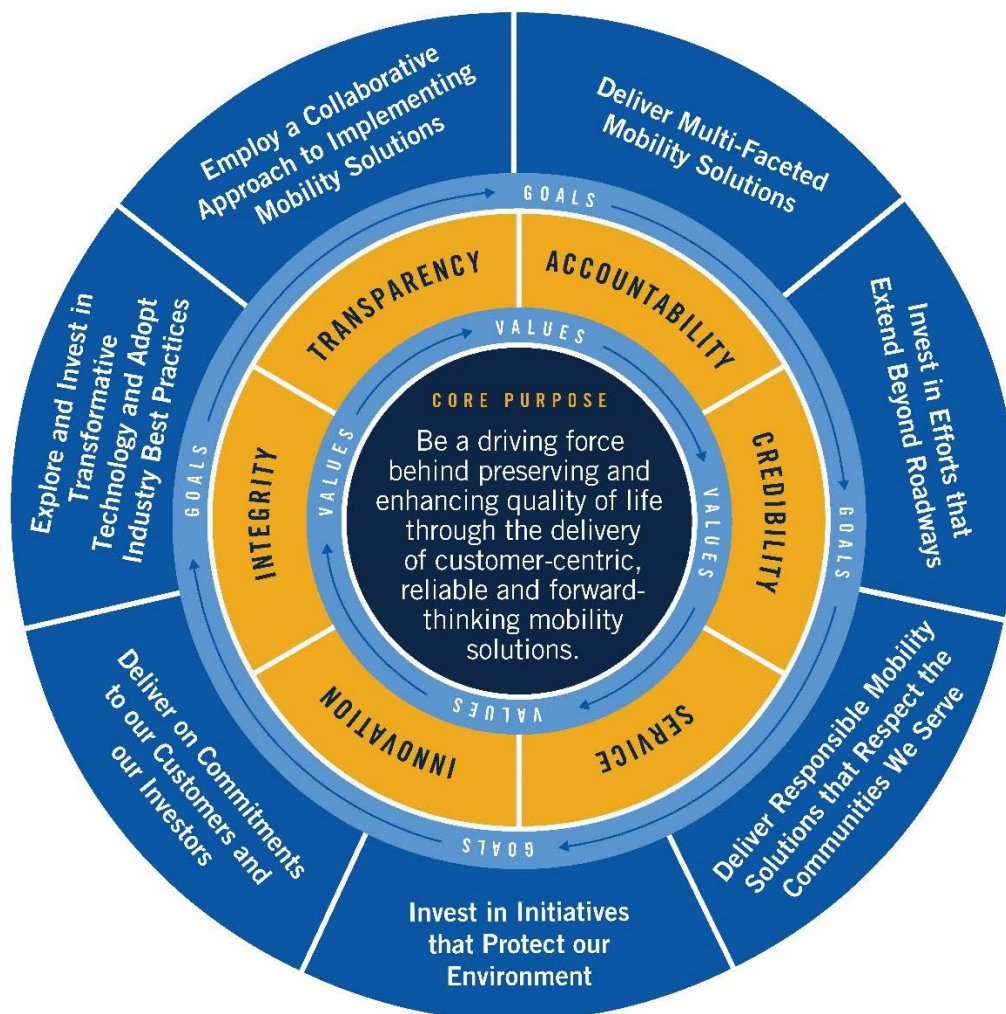 Employ a Collaborative
Approach to Implementing
Mobility Solutions
Deliver Multi-Faceted
Mobility Solutions
Invest in Efforts that
Extend Beyond Roadways
Deliver Responsible Mobility
Solutions that Respect the
Communities We Serve
Invest in Initiatives
that Protect our
Environment
Deliver on Commitments
to our Customers and
our Investors
Explore and Invest in
Transformative
Technology and Adopt
Industry Best Practices
GOALS
GOALS
GOALS
GOALS
TRANSPARENCY
ACCOUNTABILITY
CREDIBILITY
SERVICE
INNOVATION
INTEGRITY
VALUES
VALUES
VALUES
VALUES
CORE PURPOSE
Be a driving force
behind preserving and
enhancing quality of life
through the delivery
of customer-centric,
reliable and forward-
thinking mobility
solutions.